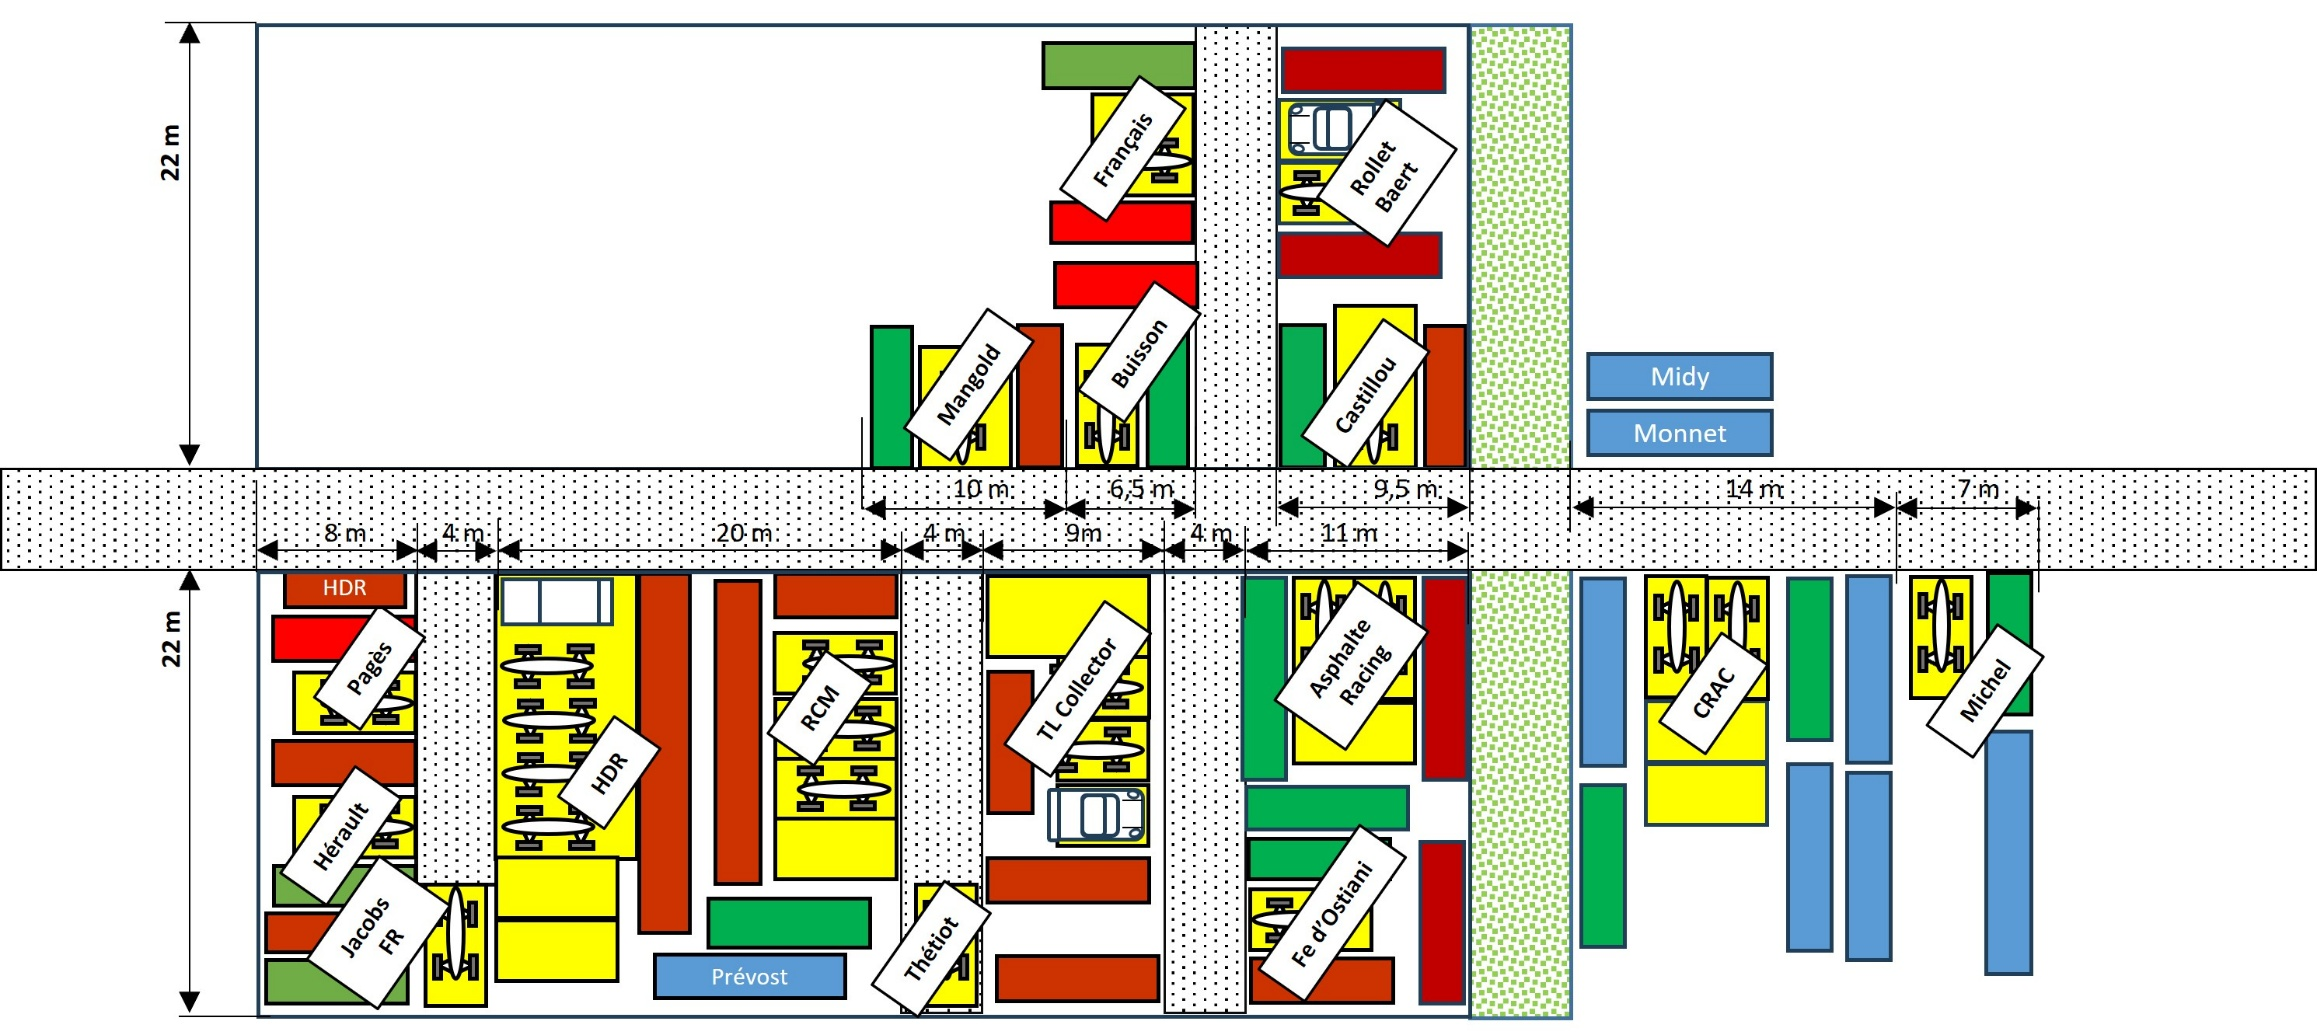 22 m
Français
Rollet
Baert
Mangold
Buisson
Castillou
Midy
Monnet
10 m
6,5 m
9,5 m
14 m
7 m
8 m
4 m
20 m
4 m
9m
4 m
11 m
22 m
HDR
Pagès
HDR
RCM
TL Collector
Asphalte
Racing
CRAC
Michel
Hérault
Jacobs
FR
Prévost
Thétiot
Fe d'Ostiani